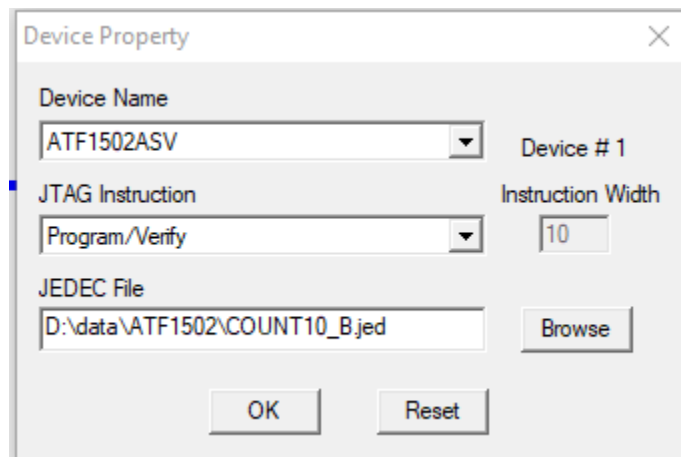 Device Property
Device Name
ATF1502ASV
Device # 1
JTAG Instruction
Instruction Width
Program/Verify
10
JEDEC File
D:\data\ATF1502\COUNT10_B.jed
Browse
OK
Reset